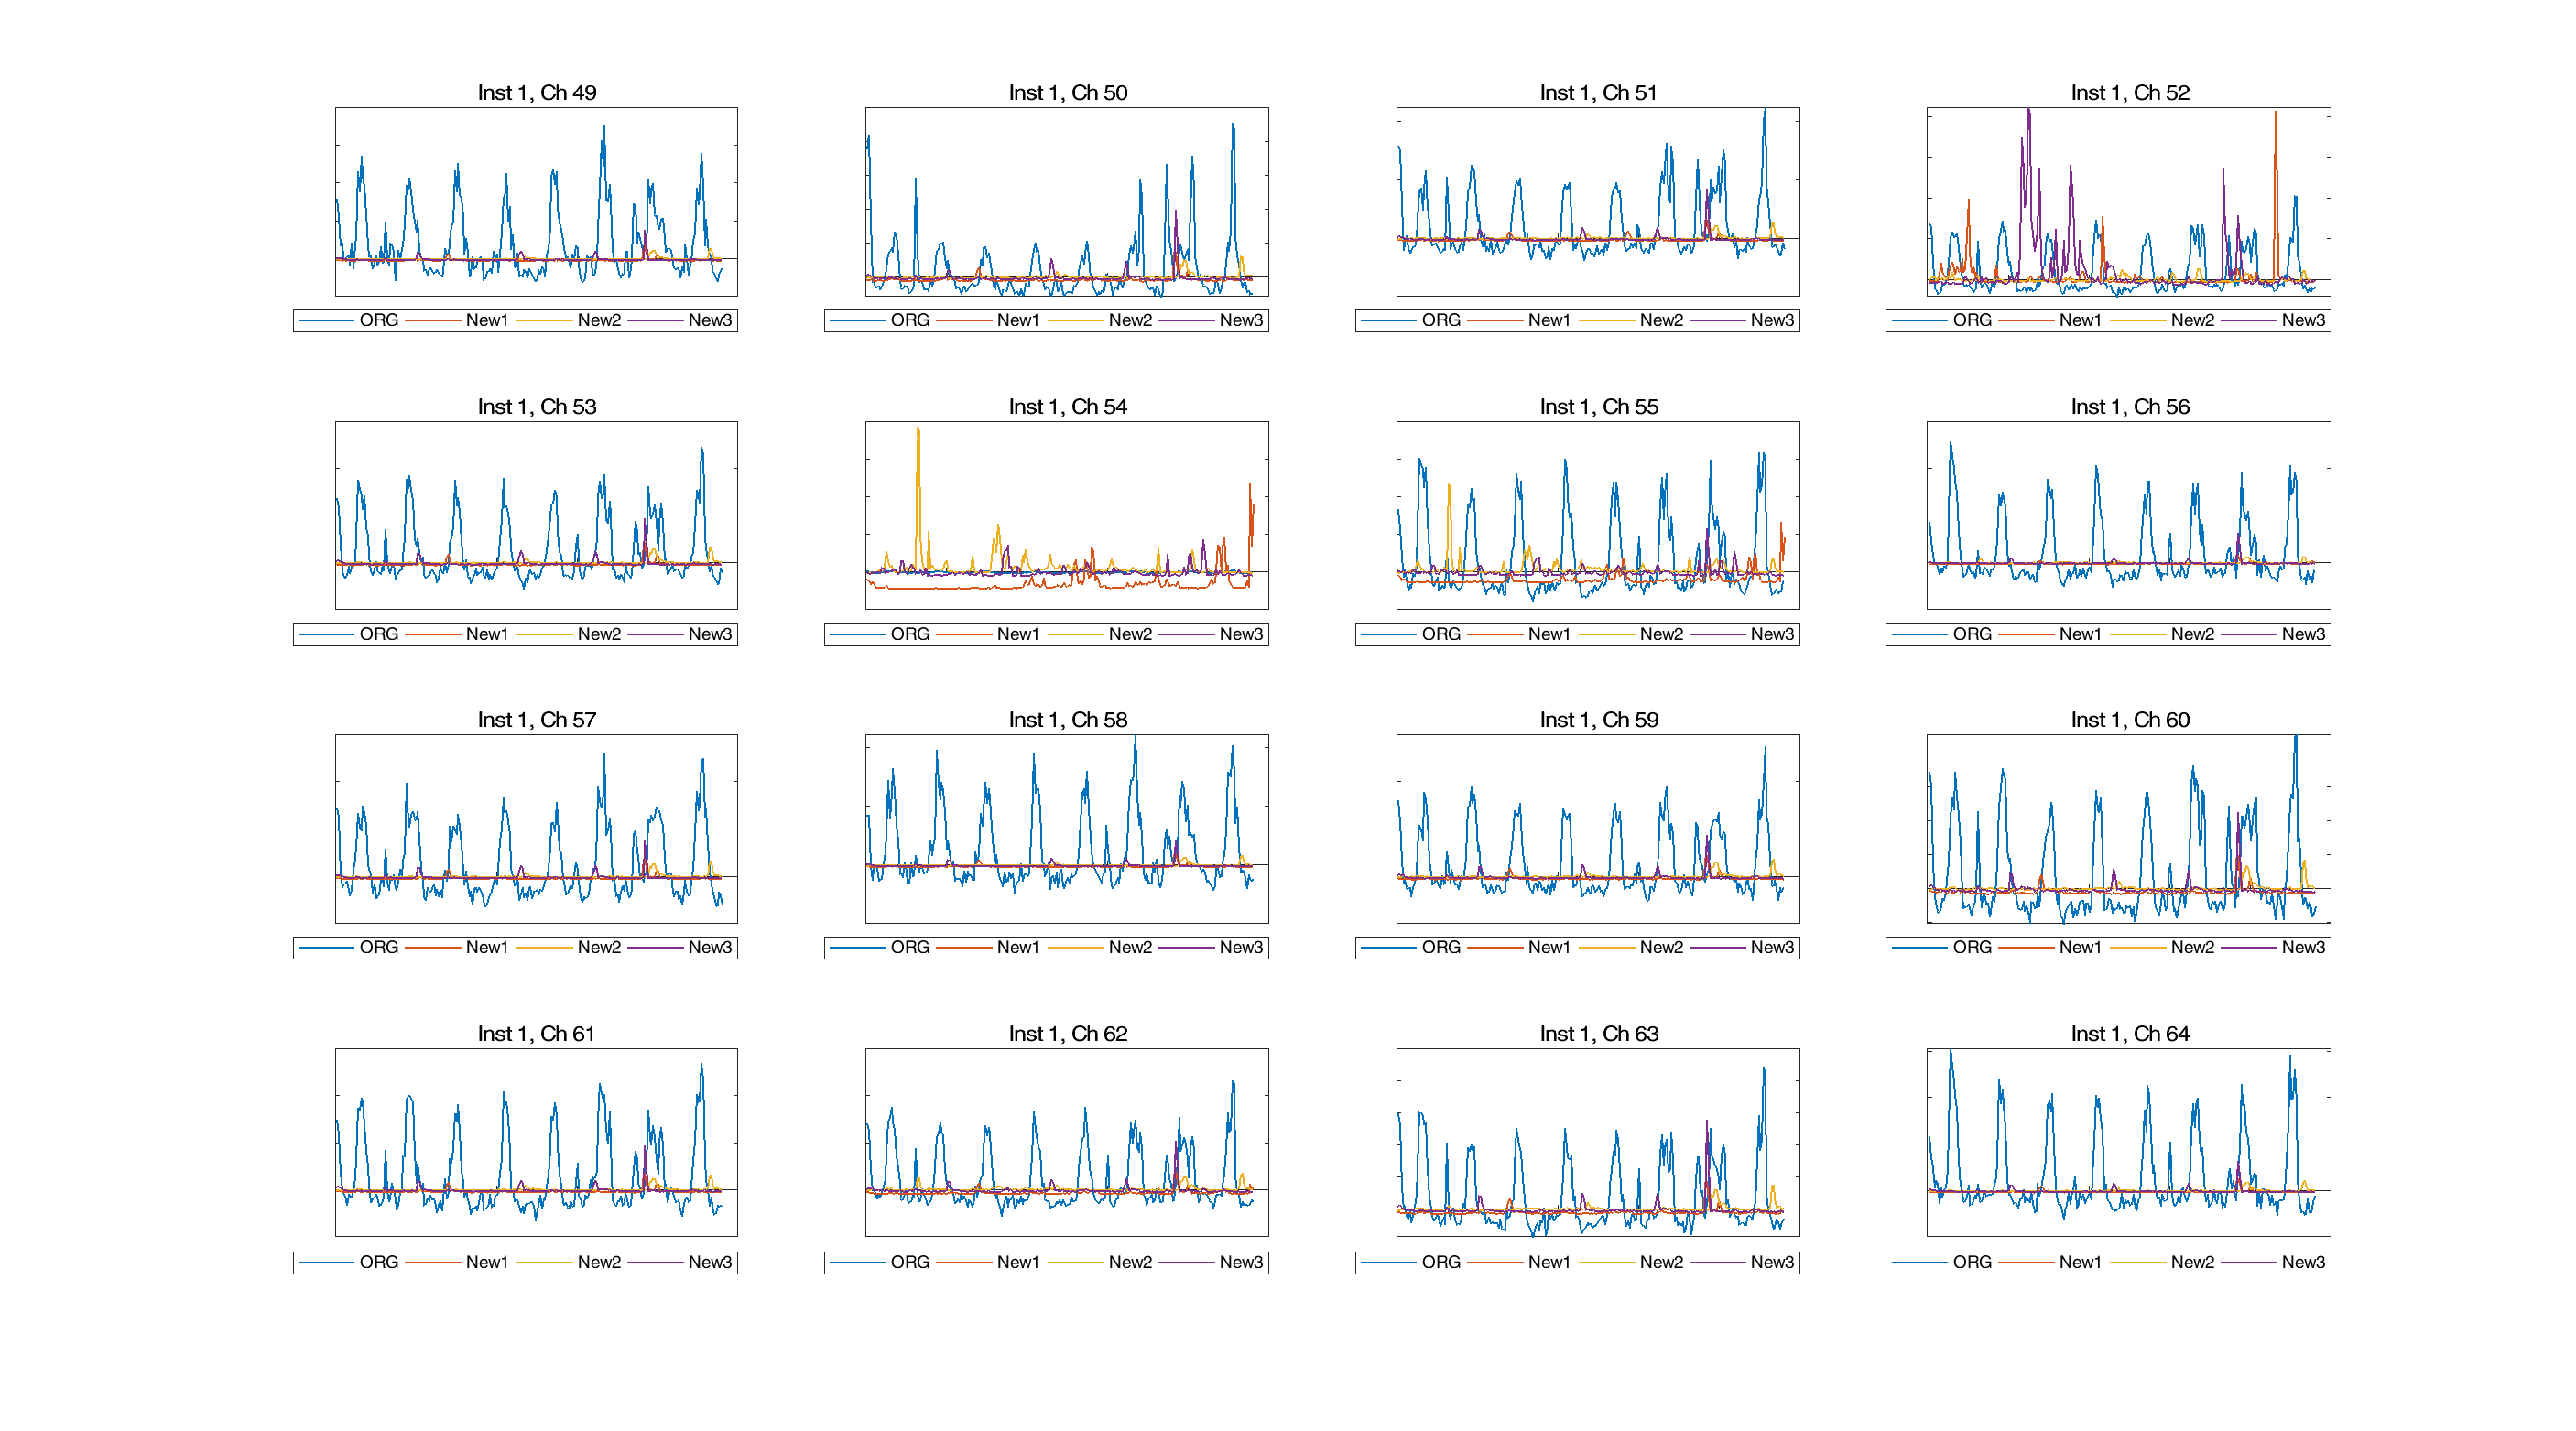 Inst 1, Ch 49 Inst 1, Ch 50 Inst 1, Ch 51 Inst 1, Ch 52
ORG New1 New2 New3 ORG New1 New2 New3 ORG New1 New2 New3 ORG New1 New2 New3
Inst 1, Ch 53 Inst 1, Ch 54 Inst 1, Ch 55 Inst 1, Ch 56
ORG New1 New2 New3 ORG New1 New2 New3 ORG New1 New2 New3 ORG New1 New2 New3
Inst 1, Ch 57 Inst 1, Ch 58 Inst 1, Ch 59 Inst 1, Ch 60
ORG New1 New2 New3 ORG New1 New2 New3 ORG New1 New2 New3 ORG New1 New2 New3
Inst 1, Ch 61 Inst 1, Ch 62 Inst 1, Ch 63 Inst 1, Ch 64
ORG New1 New2 New3 ORG New1 New2 New3 ORG New1 New2 New3 ORG New1 New2 New3